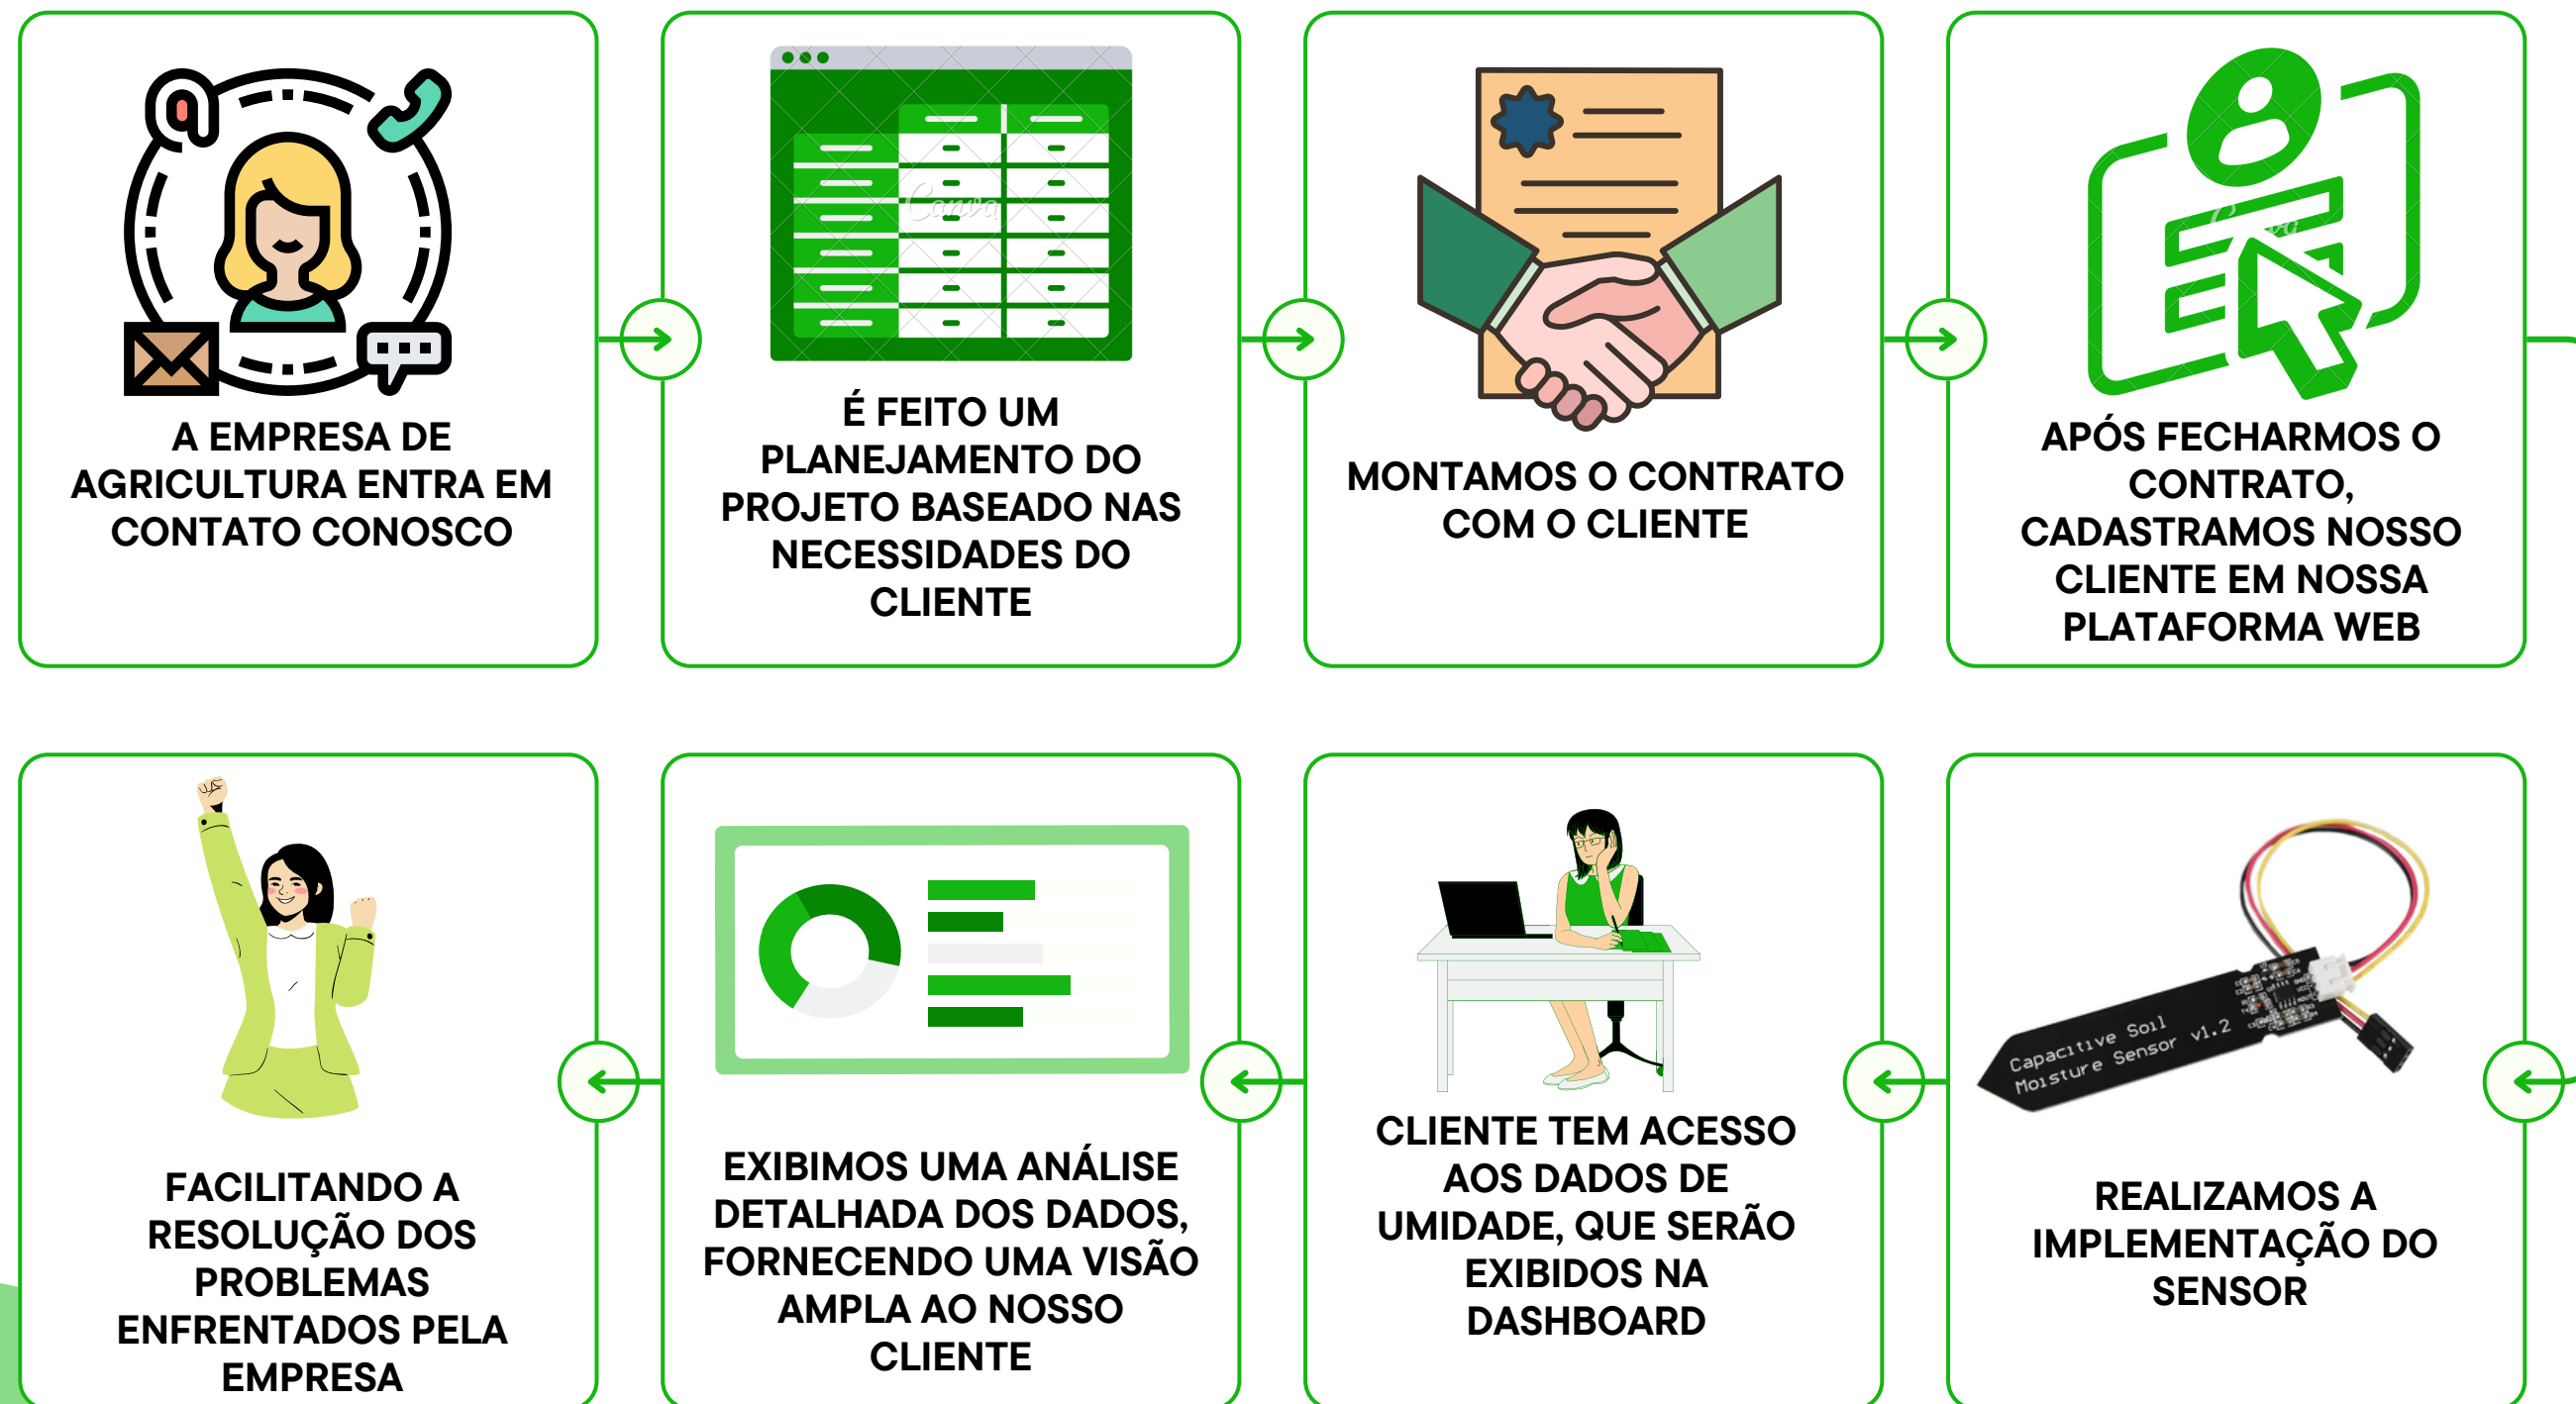 A EMPRESA DE
AGRICULTURA ENTRA EM
CONTATO CONOSCO
É FEITO UM
PLANEJAMENTO DO
PROJETO BASEADO NAS
NECESSIDADES DO
CLIENTE
Canva
MONTAMOS O CONTRATO
COM O CLIENTE
APÓS FECHARMOS O
CONTRATO,
CADASTRAMOS NOSSO
CLIENTE EM NOSSA
PLATAFORMA WEB
Capacitive Soil
Moisture Sensor v1.2
REALIZAMOS A
IMPLEMENTAÇÃO DO
SENSOR
CLIENTE TEM ACESSO
AOS DADOS DE
UMIDADE, QUE SERÃO
EXIBIDOS NA
DASHBOARD
EXIBIMOS UMA ANÁLISE
DETALHADA DOS DADOS,
FORNECENDO UMA VISÃO
AMPLA AO NOSSO
CLIENTE
FACILITANDO A
RESOLUÇÃO DOS
PROBLEMAS
ENFRENTADOS PELA
EMPRESA